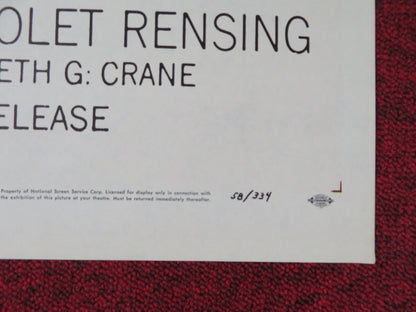 OLET RENSING
ETH G: CRANE
ELEASE
Property of National Screen Service Corp. Licensed for display only in connection with
the exhibition of this picture at your theatre. Must be returned immediately thereafter.
58/334